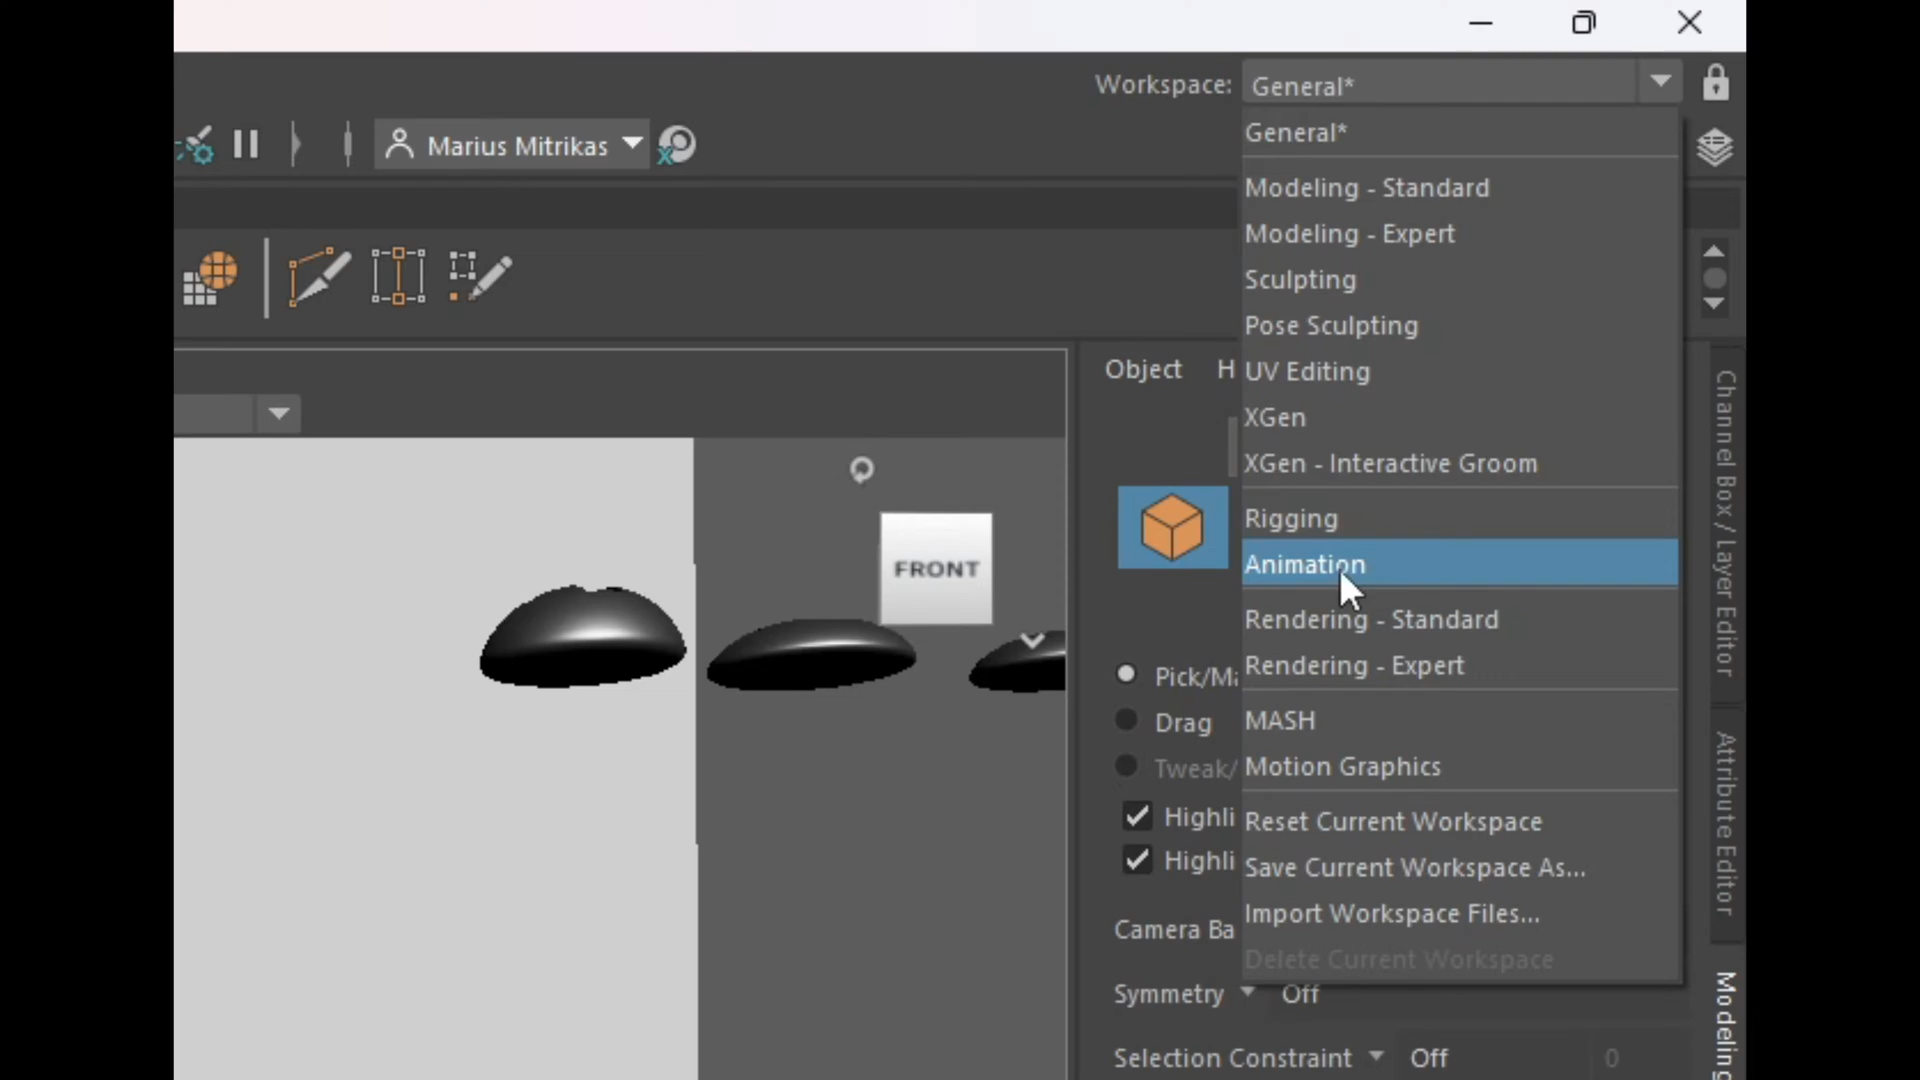 Workspace: General*
Marius Mitrikas
General*
Modeling - Standard
Modeling - Expert
Sculpting
Pose Sculpting
UV Editing
XGen
XGen - Interactive Groom
Rigging
Animation
Rendering - Standard
Rendering - Expert
MASH
Motion Graphics
Reset Current Workspace
Save Current Workspace As...
Import Workspace Files...
Delete Current Workspace
FRONT
Object H
Pick/Ma
Drag
Tweak/
Highli
Highli
Camera Ba
Symmetry Off
Selection Constraint Off 0
Channel Box / Layer Editor
Attribute Editor
Modeling